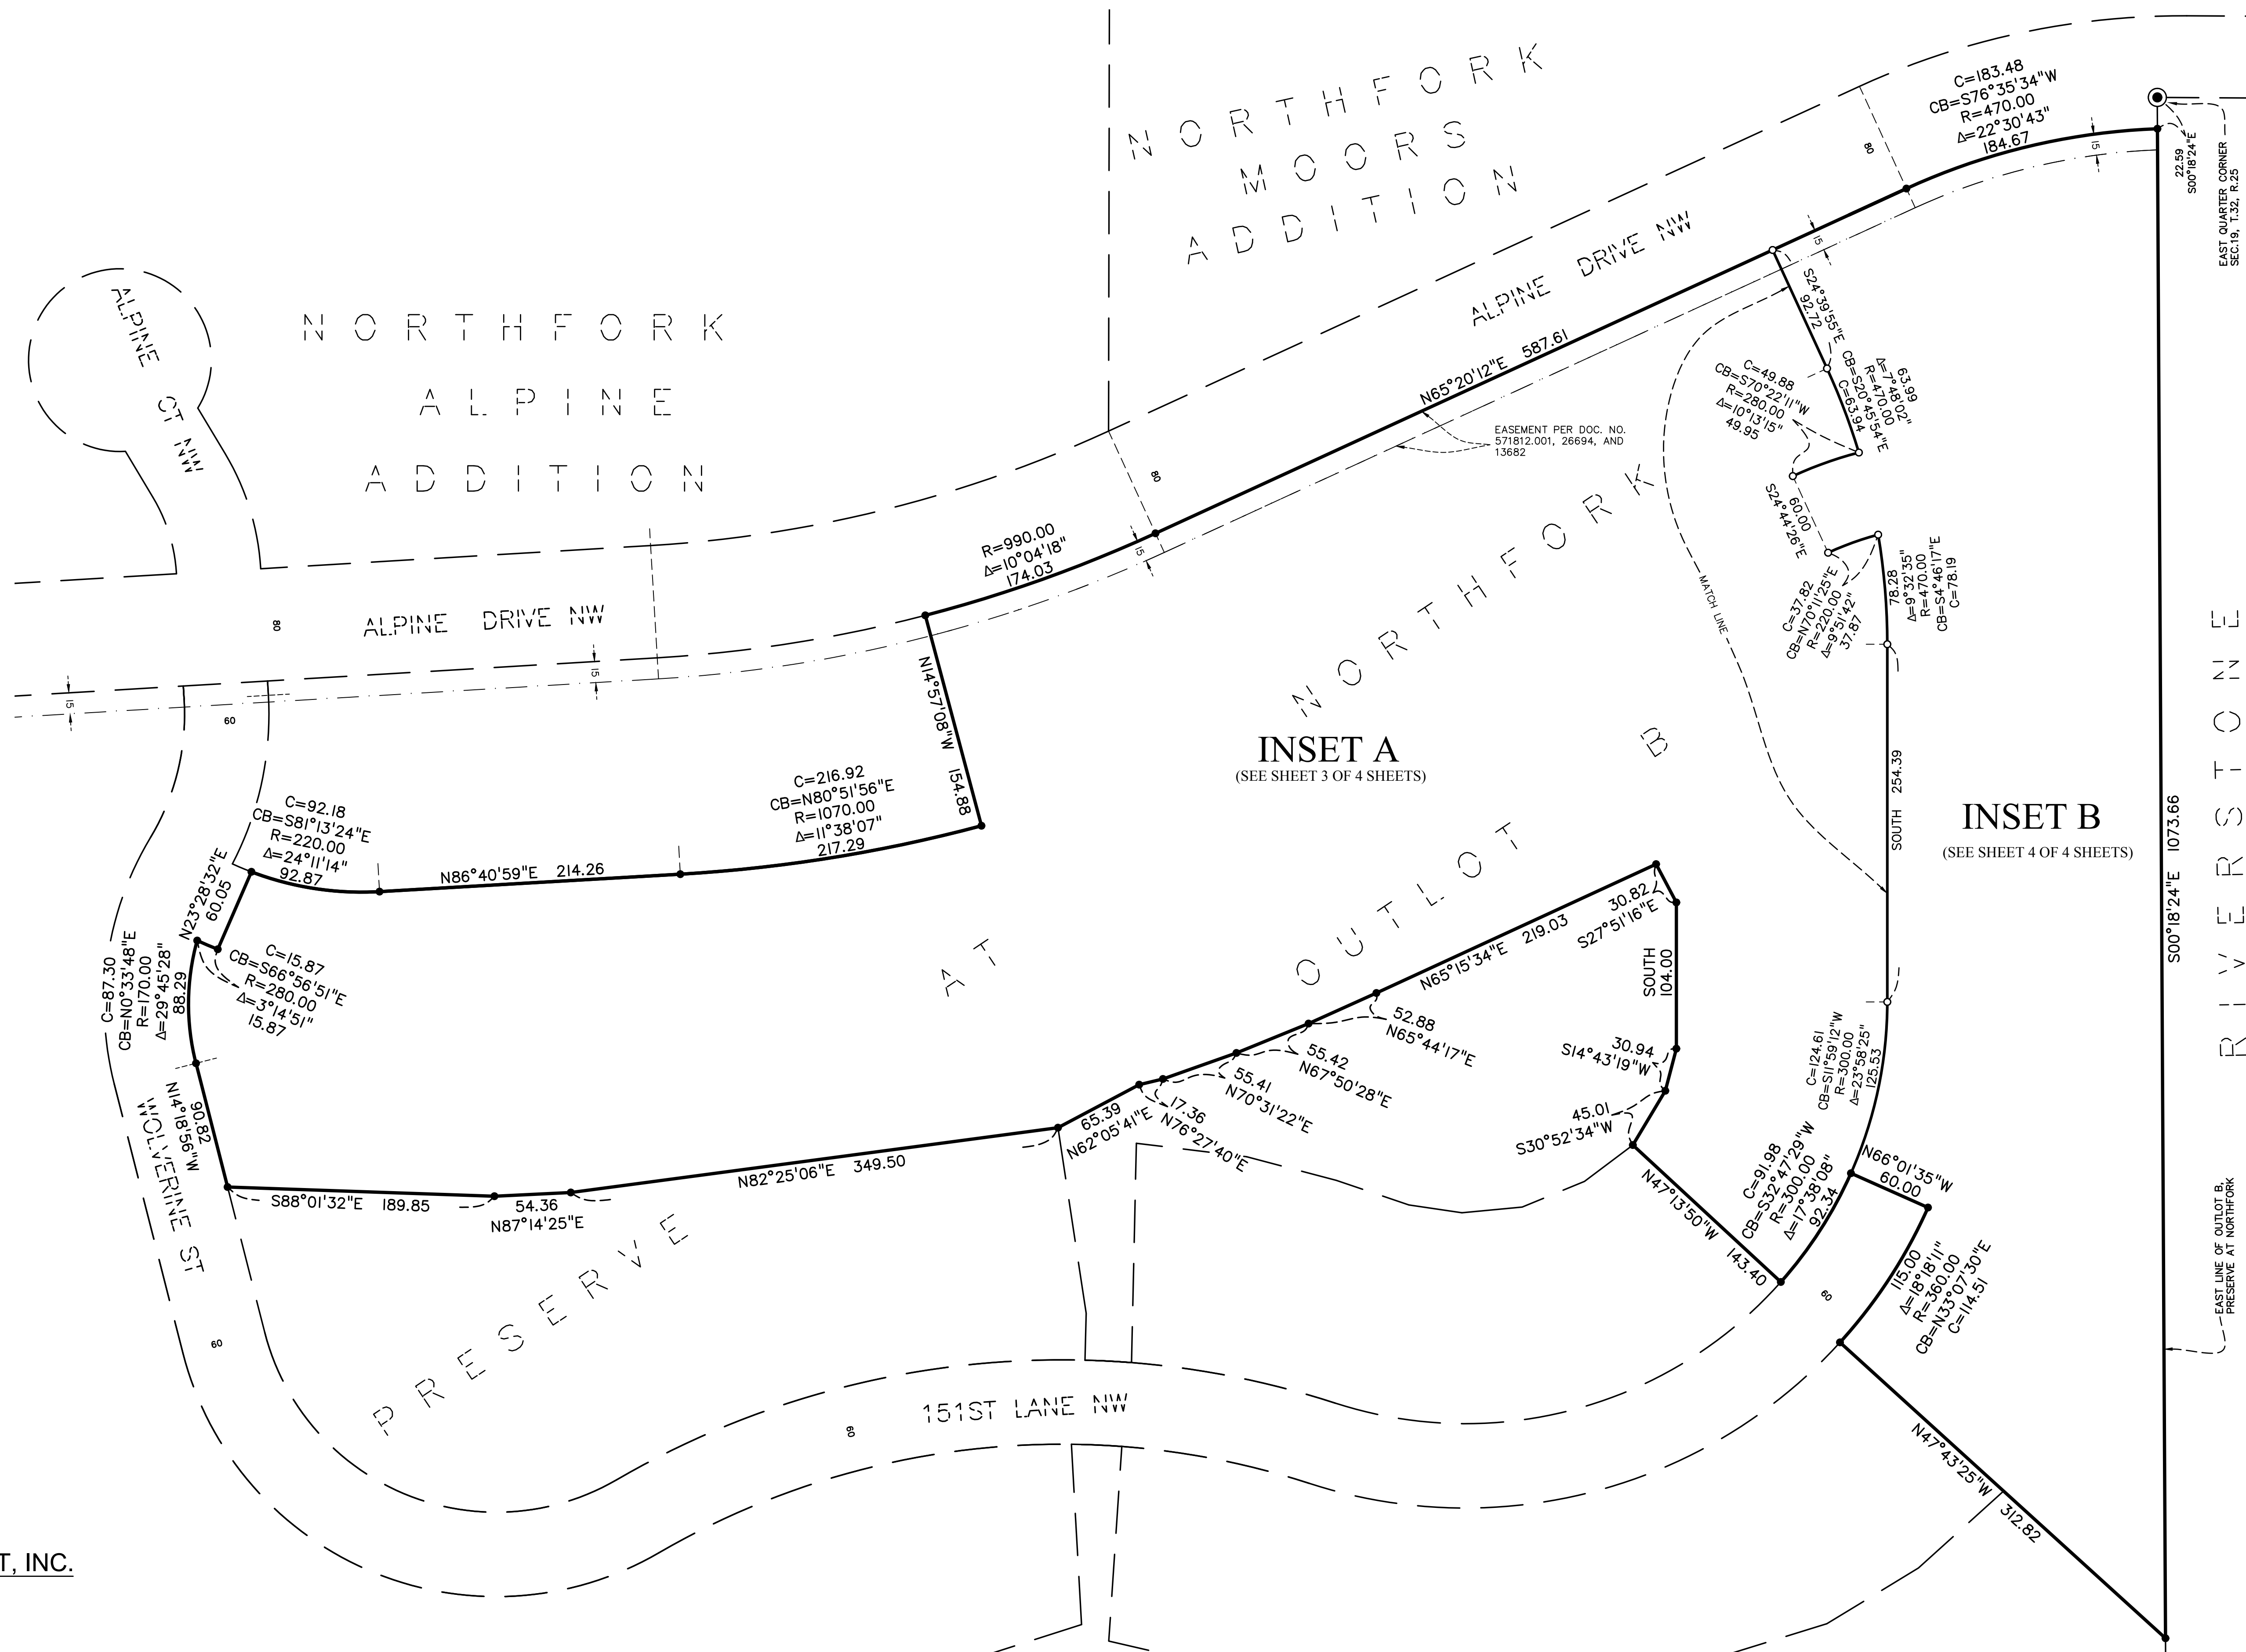 NORTHFORK
MOORS
ADDITION
C=183.48
CB=S76°35'34"W
R=470.00
Δ=22°30'43"
184.67
15
80
22.59
S00°18'24"E
EAST QUARTER CORNER
SEC.19, T.32, R.25
ALPINE CT NW
NORTHFORK
ALPINE
ADDITION
ALPINE DRIVE NW
15
N65°20'12"E 587.61
S24°39'55"E
92.72
63.99
Δ=7°48'02"
R=470.00
CB=S20°45'54"E
C=63.94
C=49.88
CB=S70°22'11"W
R=280.00
Δ=10°13'15"
49.95
EASEMENT PER DOC. NO.
571812.001, 26694, AND
13682
80
60.00
S24°44'26"E
R=990.00
Δ=10°04'18"
174.03
15
C=37.82
CB=N70°11'25"E
R=220.00
Δ=9°51'42"
37.87
78.28
Δ=9°32'35"
R=470.00
CB=S4°46'17"E
C=78.19
MATCH LINE
80
ALPINE DRIVE NW
15
15
60
N14°57'08"W 154.88
PRESERVE AT NORTHFORK
OUTLOT B
INSET A
(SEE SHEET 3 OF 4 SHEETS)
SOUTH 254.39
INSET B
(SEE SHEET 4 OF 4 SHEETS)
S00°18'24"E 1073.66
RIVERSTONE
C=216.92
CB=N80°51'56"E
R=1070.00
Δ=11°38'07"
217.29
C=92.18
CB=S81°13'24"E
R=220.00
Δ=24°11'14"
92.87
N86°40'59"E 214.26
N23°28'32"E
60.05
C=15.87
CB=S66°56'51"E
R=280.00
Δ=3°14'51"
15.87
C=87.30
CB=N0°33'48"E
R=170.00
Δ=29°45'28"
88.29
90.82
N14°18'56"W
WOLVERINE ST
60
S88°01'32"E 189.85
54.36
N87°14'25"E
N82°25'06"E 349.50
65.39
N62°05'41"E
17.36
N76°27'40"E
55.41
N70°31'22"E
55.42
N67°50'28"E
52.88
N65°44'17"E
N65°15'34"E 219.03
30.82
S27°51'16"E
SOUTH
104.00
30.94
S14°43'19"W
45.01
S30°52'34"W
N47°13'50"W 143.40
C=124.61
CB=S11°59'12"W
R=300.00
Δ=23°58'25"
125.53
C=91.98
CB=S32°47'29"W
R=300.00
Δ=17°38'08"
92.34
N66°01'35"W
60.00
115.00
Δ=18°18'11"
R=360.00
CB=N33°07'30"E
C=114.51
60
EAST LINE OF OUTLOT B,
PRESERVE AT NORTHFORK
N47°43'25"W 312.82
151ST LANE NW
60
T, INC.